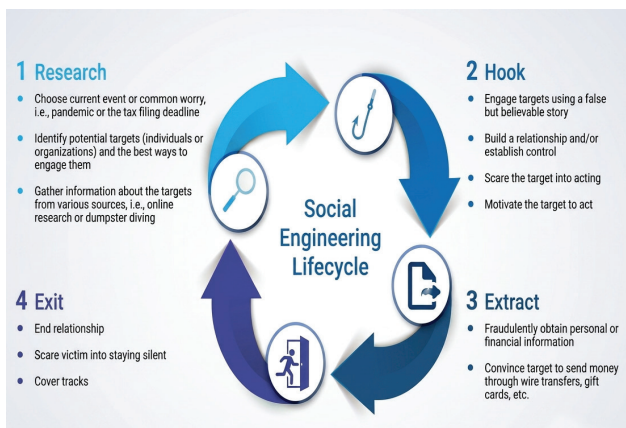 1 Research
• Choose current event or common worry,
i.e., pandemic or the tax filing deadline
• Identify potential targets (individuals or
organizations) and the best ways to
engage them
• Gather information about the targets
from various sources, i.e., online
research or dumpster diving
2 Hook
• Engage targets using a false
but believable story
• Build a relationship and/or
establish control
• Scare the target into acting
• Motivate the target to act
Social
Engineering
Lifecycle
3 Extract
• Fraudulently obtain personal or
financial information
• Convince target to send money
through wire transfers, gift
cards, etc.
4 Exit
• End relationship
• Scare victim into staying silent
• Cover tracks